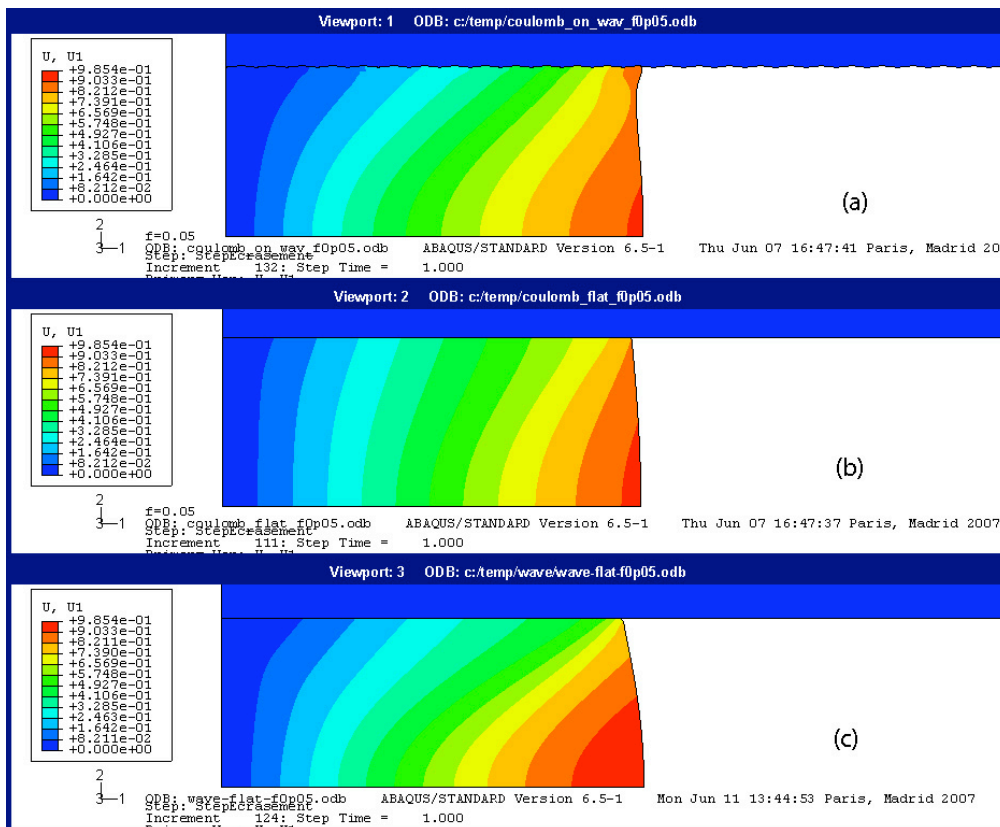 Viewport: 1 ODB: c:/temp/coulomb_on_wav_f0p05.odb
U, U1
+9.854e-01
+9.033e-01
+8.212e-01
+7.391e-01
+6.569e-01
+5.748e-01
+4.927e-01
+4.106e-01
+3.285e-01
+2.464e-01
+1.642e-01
+8.212e-02
+0.000e+00
(a)
2
3 1
f=0.05
ODB: coulomb_on_wav_f0p05.odb ABAQUS/STANDARD Version 6.5-1 Thu Jun 07 16:47:41 Paris, Madrid 20
Step: StepEcrasement
Increment 132: Step Time = 1.000
Viewport: 2 ODB: c:/temp/coulomb_flat_f0p05.odb
U, U1
+9.854e-01
+9.033e-01
+8.212e-01
+7.391e-01
+6.569e-01
+5.748e-01
+4.927e-01
+4.106e-01
+3.285e-01
+2.464e-01
+1.642e-01
+8.212e-02
+0.000e+00
(b)
2
3 1
f=0.05
ODB: coulomb_flat_f0p05.odb ABAQUS/STANDARD Version 6.5-1 Thu Jun 07 16:47:37 Paris, Madrid 2007
Step: StepEcrasement
Increment 111: Step Time = 1.000
Viewport: 3 ODB: c:/temp/wave/wave-flat-f0p05.odb
U, U1
+9.854e-01
+9.033e-01
+8.211e-01
+7.390e-01
+6.569e-01
+5.748e-01
+4.927e-01
+4.106e-01
+3.285e-01
+2.463e-01
+1.642e-01
+8.211e-02
+0.000e+00
(c)
2
3 1
ODB: wave-flat-f0p05.odb ABAQUS/STANDARD Version 6.5-1 Mon Jun 11 13:44:53 Paris, Madrid 2007
Step: StepEcrasement
Increment 124: Step Time = 1.000